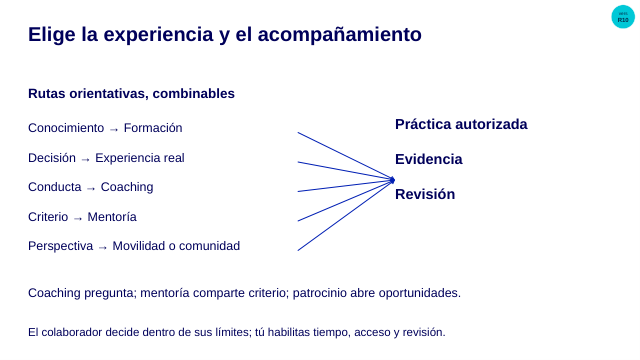 Elige la experiencia y el acompañamiento
R10
Rutas orientativas, combinables
Conocimiento → Formación
Decisión → Experiencia real
Conducta → Coaching
Criterio → Mentoría
Perspectiva → Movilidad o comunidad
Práctica autorizada
Evidencia
Revisión
Coaching pregunta; mentoría comparte criterio; patrocinio abre oportunidades.
El colaborador decide dentro de sus límites; tú habilitas tiempo, acceso y revisión.